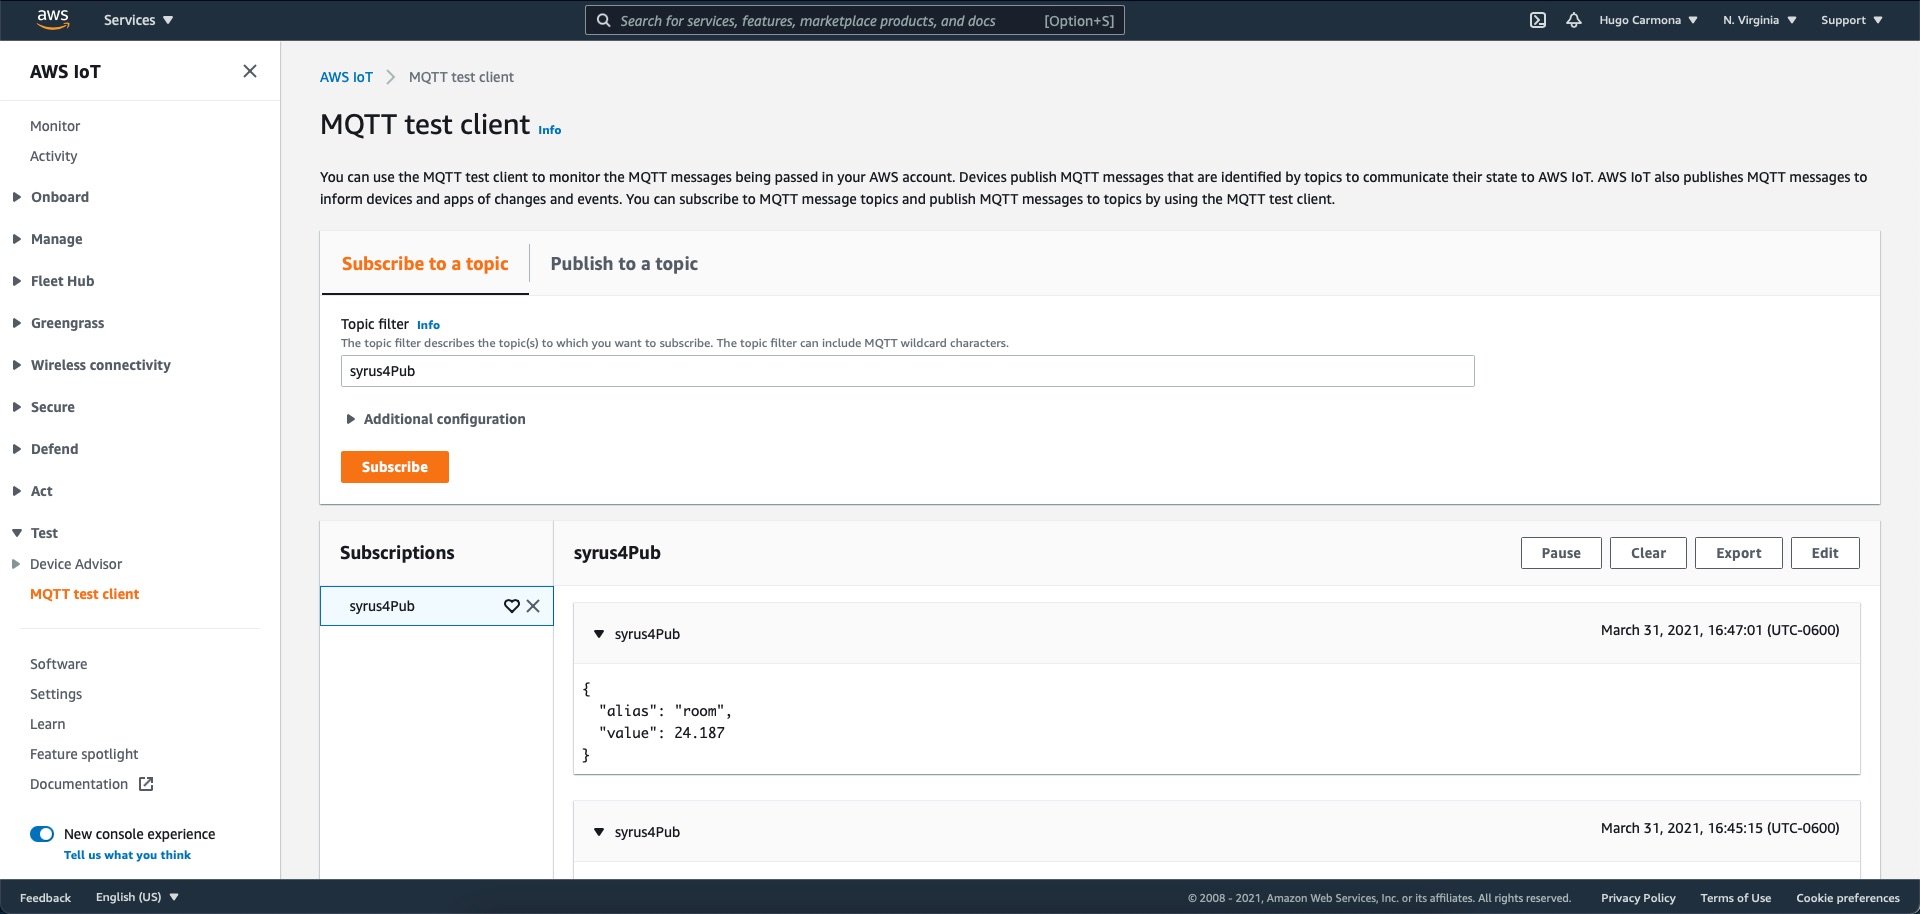 aws Services Search for services, features, marketplace products, and docs [Option+S] Hugo Carmona N. Virginia Support
AWS IoT
Monitor
Activity
Onboard
Manage
Fleet Hub
Greengrass
Wireless connectivity
Secure
Defend
Act
Test
Device Advisor
MQTT test client
Software
Settings
Learn
Feature spotlight
Documentation
New console experience
Tell us what you think
AWS IoT MQTT test client
MQTT test client Info
You can use the MQTT test client to monitor the MQTT messages being passed in your AWS account. Devices publish MQTT messages that are identified by topics to communicate their state to AWS IoT. AWS IoT also publishes MQTT messages to
inform devices and apps of changes and events. You can subscribe to MQTT message topics and publish MQTT messages to topics by using the MQTT test client.
Subscribe to a topic Publish to a topic
Topic filter Info
The topic filter describes the topic(s) to which you want to subscribe. The topic filter can include MQTT wildcard characters.
syrus4Pub
Additional configuration
Subscribe
Subscriptions
syrus4Pub
syrus4Pub Pause Clear Export Edit
syrus4Pub March 31, 2021, 16:47:01 (UTC-0600)
{
"alias": "room",
"value": 24.187
}
syrus4Pub March 31, 2021, 16:45:15 (UTC-0600)
Feedback English (US) © 2008 - 2021, Amazon Web Services, Inc. or its affiliates. All rights reserved. Privacy Policy Terms of Use Cookie preferences